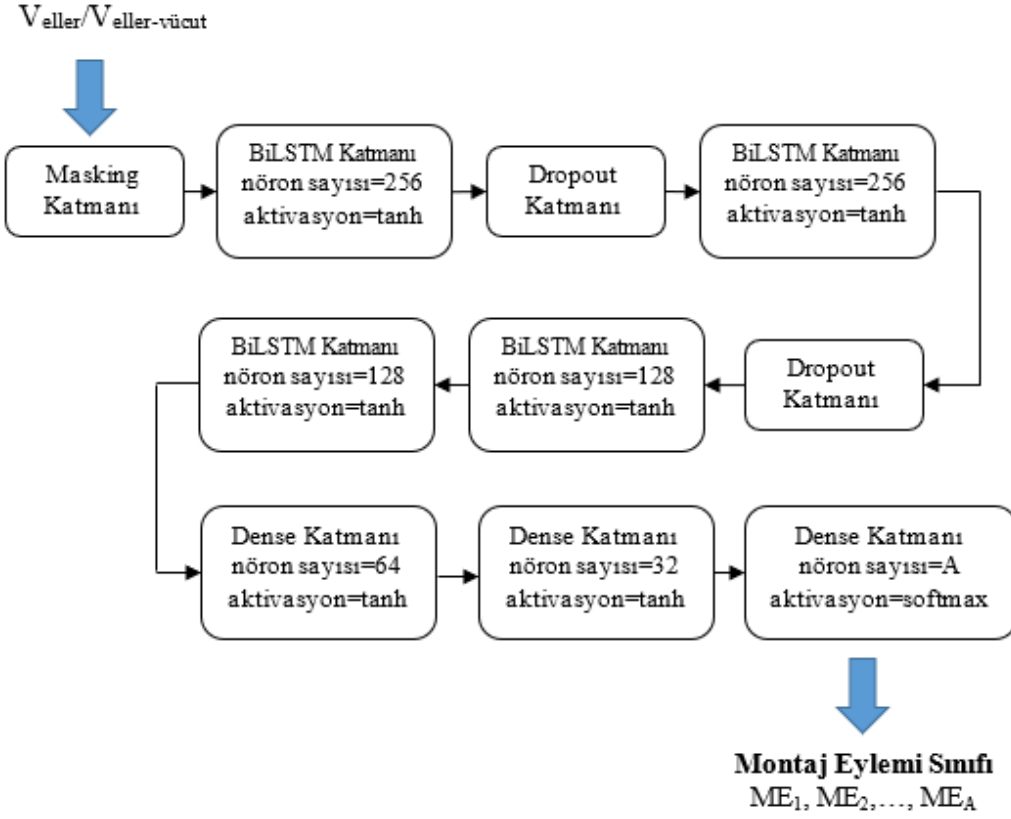 Veller/Veller-vücut
Masking
Katmanı
BiLSTM Katmanı
nöron sayısı=256
aktivasyon=tanh
Dropout
Katmanı
BiLSTM Katmanı
nöron sayısı=256
aktivasyon=tanh
Dropout
Katmanı
BiLSTM Katmanı
nöron sayısı=128
aktivasyon=tanh
BiLSTM Katmanı
nöron sayısı=128
aktivasyon=tanh
Dense Katmanı
nöron sayısı=64
aktivasyon=tanh
Dense Katmanı
nöron sayısı=32
aktivasyon=tanh
Dense Katmanı
nöron sayısı=A
aktivasyon=softmax
Montaj Eylemi Sınıfı
ME1, ME2,…, MEA